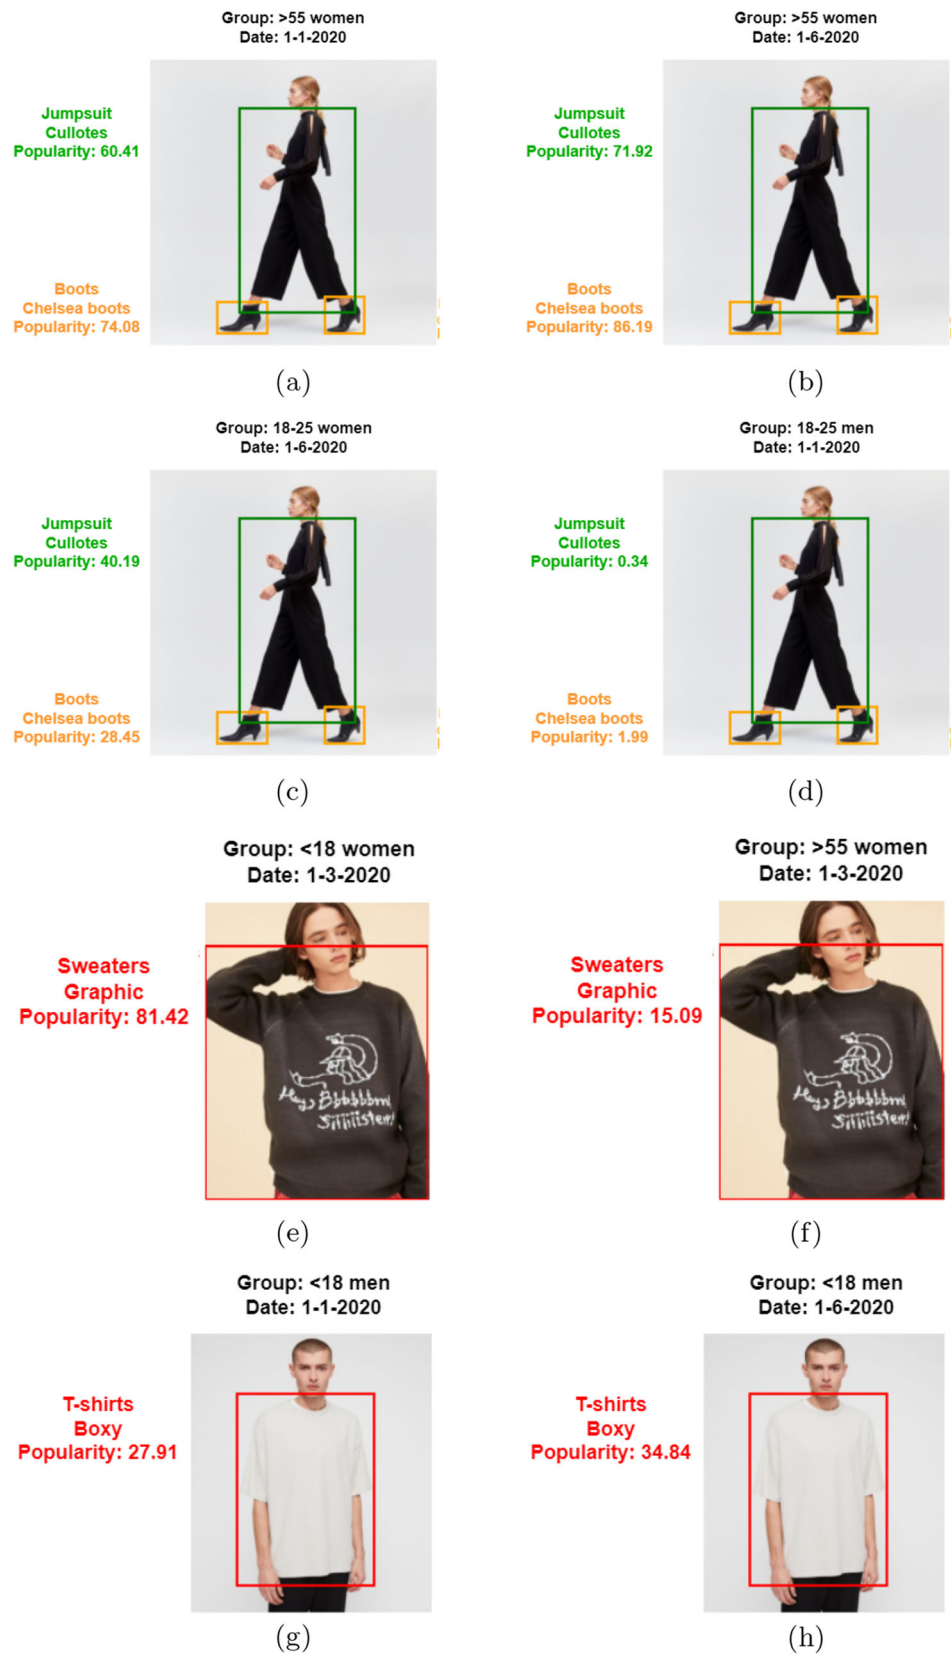 Group: >55 women
Date: 1-1-2020
Jumpsuit
Cullotes
Popularity: 60.41
Boots
Chelsea boots
Popularity: 74.08
(a)
Group: >55 women
Date: 1-6-2020
Jumpsuit
Cullotes
Popularity: 71.92
Boots
Chelsea boots
Popularity: 86.19
(b)
Group: 18-25 women
Date: 1-6-2020
Jumpsuit
Cullotes
Popularity: 40.19
Boots
Chelsea boots
Popularity: 28.45
(c)
Group: 18-25 men
Date: 1-1-2020
Jumpsuit
Cullotes
Popularity: 0.34
Boots
Chelsea boots
Popularity: 1.99
(d)
Group: <18 women
Date: 1-3-2020
Sweaters
Graphic
Popularity: 81.42
Hey,
(e)
Group: >55 women
Date: 1-3-2020
Sweaters
Graphic
Popularity: 15.09
Hey,
(f)
Group: <18 men
Date: 1-1-2020
T-shirts
Boxy
Popularity: 27.91
(g)
Group: <18 men
Date: 1-6-2020
T-shirts
Boxy
Popularity: 34.84
(h)